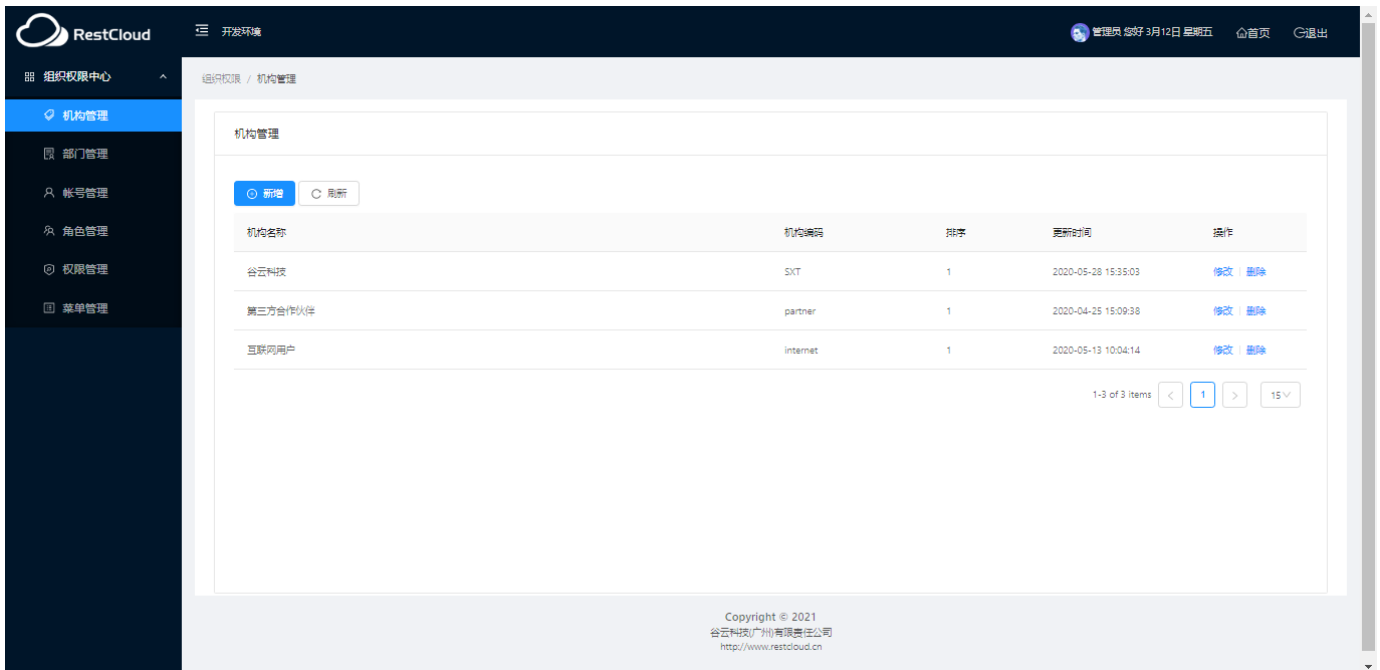 RestCloud
开发环境
管理员 您好 3月12日 星期五 首页 退出
组织权限中心
组织权限 / 机构管理
机构管理
部门管理
帐号管理
角色管理
权限管理
菜单管理
机构管理
新增 刷新
机构名称 机构编码 排序 更新时间 操作
谷云科技 SXT 1 2020-05-28 15:35:03 修改 删除
第三方合作伙伴 partner 1 2020-04-25 15:09:38 修改 删除
互联网用户 internet 1 2020-05-13 10:04:14 修改 删除
1-3 of 3 items < 1 > 15
Copyright © 2021
谷云科技(广州)有限责任公司
http://www.restcloud.cn